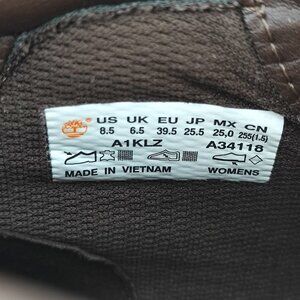 US UK EU JP MX CN
8.5 6.5 39.5 25.5 25,0 255(1.5)
A1KLZ A34118
MADE IN VIETNAM WOMENS